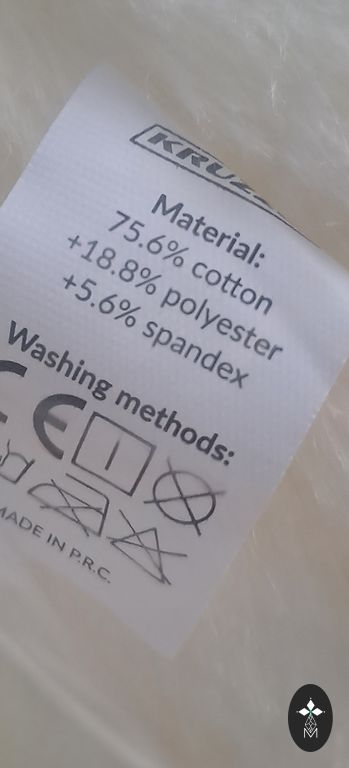 Material:
75.6% cotton
+18.8% polyester
+5.6% spandex
Washing methods:
CE
MADE IN P.R.C.
M